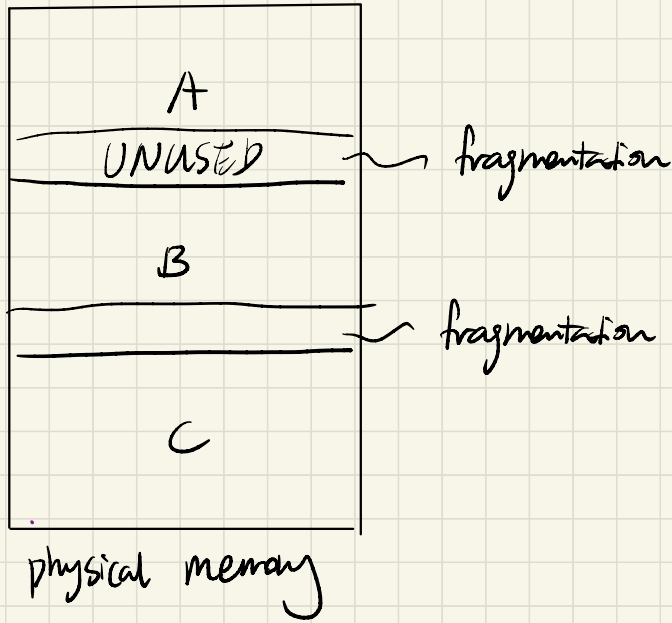 A
UNUSED
fragmentation
B
fragmentation
C
physical memory